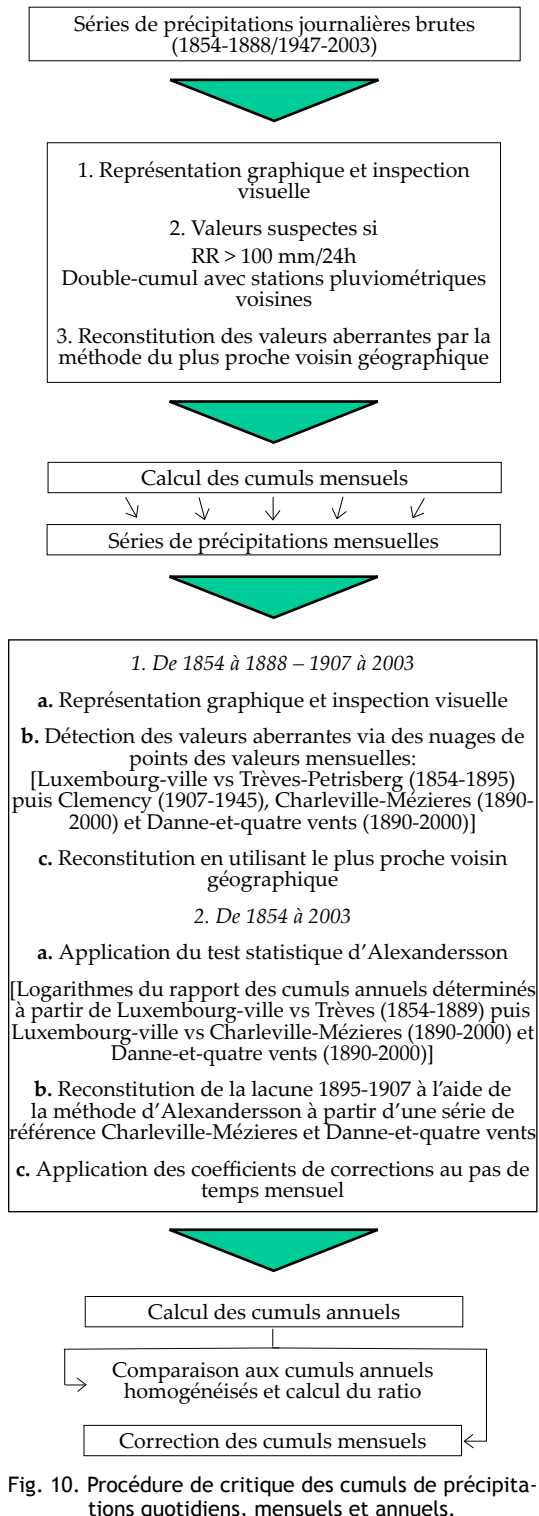 Séries de précipitations journalières brutes
(1854-1888/1947-2003)
1. Représentation graphique et inspection
visuelle
2. Valeurs suspectes si
RR > 100 mm/24h
Double-cumul avec stations pluviométriques
voisines
3. Reconstitution des valeurs aberrantes par la
méthode du plus proche voisin géographique
Calcul des cumuls mensuels
Séries de précipitations mensuelles
1. De 1854 à 1888 – 1907 à 2003
a. Représentation graphique et inspection visuelle
b. Détection des valeurs aberrantes via des nuages de
points des valeurs mensuelles:
[Luxembourg-ville vs Trèves-Petrisberg (1854-1895)
puis Clemency (1907-1945), Charleville-Mézieres (1890-
2000) et Danne-et-quatre vents (1890-2000)]
c. Reconstitution en utilisant le plus proche voisin
géographique
2. De 1854 à 2003
a. Application du test statistique d'Alexandersson
[Logarithmes du rapport des cumuls annuels déterminés
à partir de Luxembourg-ville vs Trèves (1854-1889) puis
Luxembourg-ville vs Charleville-Mézieres (1890-2000) et
Danne-et-quatre vents (1890-2000)]
b. Reconstitution de la lacune 1895-1907 à l'aide de
la méthode d'Alexandersson à partir d'une série de
référence Charleville-Mézieres et Danne-et-quatre vents
c. Application des coefficients de corrections au pas de
temps mensuel
Calcul des cumuls annuels
Comparaison aux cumuls annuels
homogénéisés et calcul du ratio
Correction des cumuls mensuels
Fig. 10. Procédure de critique des cumuls de précipita-
tions quotidiens, mensuels et annuels.